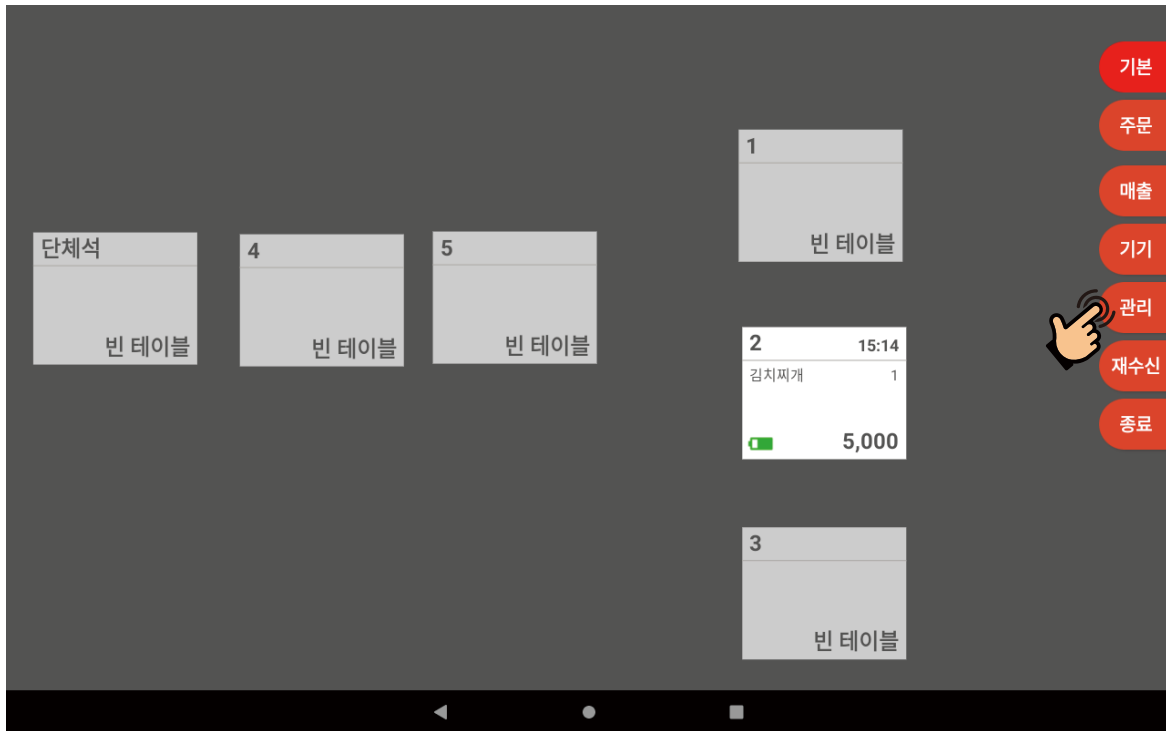 단체석
빈 테이블
4
빈 테이블
5
빈 테이블
1
빈 테이블
2 15:14
김치찌개 1
5,000
3
빈 테이블
기본
주문
매출
기기
관리
재수신
종료